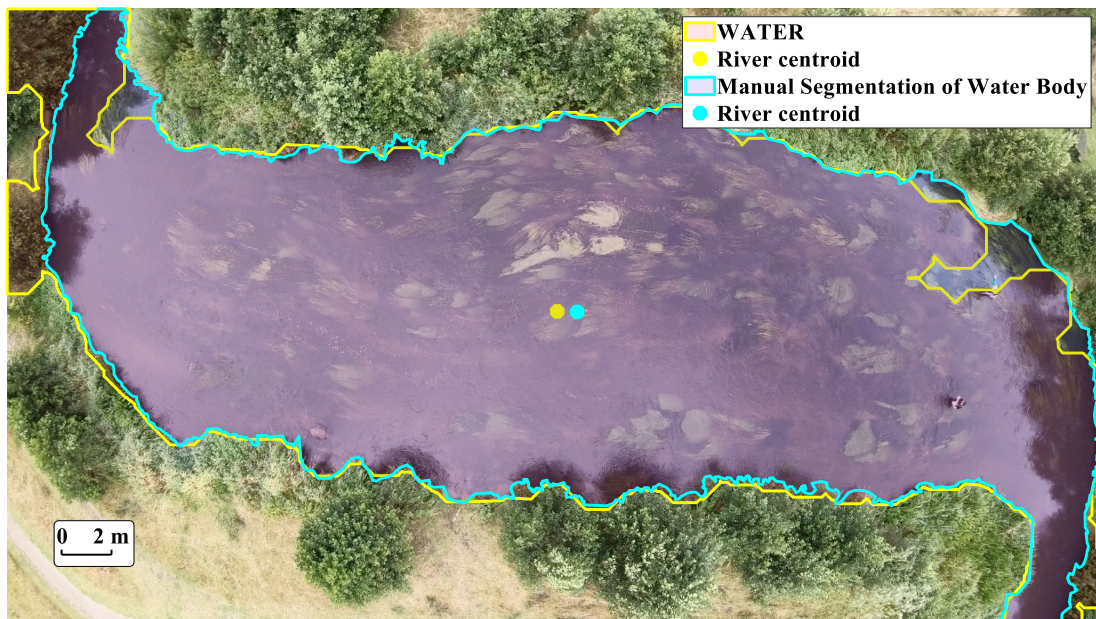 WATER
River centroid
Manual Segmentation of Water Body
River centroid
0 2 m